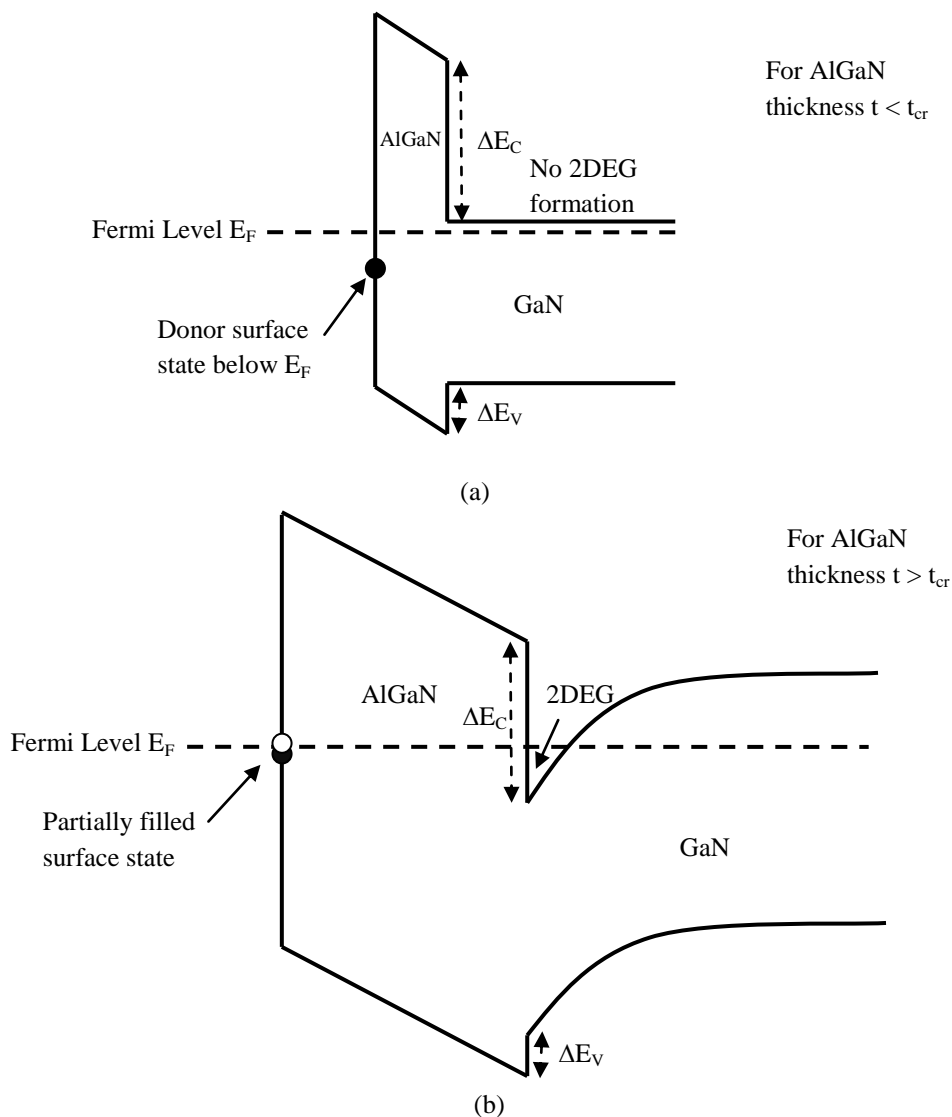 For AlGaN
thickness t < t_cr
AlGaN
ΔE_C
No 2DEG
formation
Fermi Level E_F
GaN
Donor surface
state below E_F
ΔE_V
(a)
For AlGaN
thickness t > t_cr
AlGaN
2DEG
ΔE_C
Fermi Level E_F
Partially filled
surface state
GaN
ΔE_V
(b)